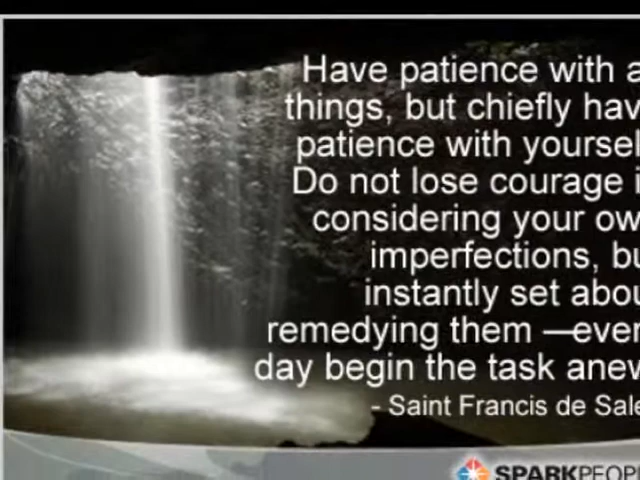 Have patience with a
things, but chiefly hav
patience with yoursel
Do not lose courage i
considering your ow
imperfections, bu
instantly set abou
remedying them —ever
day begin the task anew
- Saint Francis de Sale
SPARKPEOP